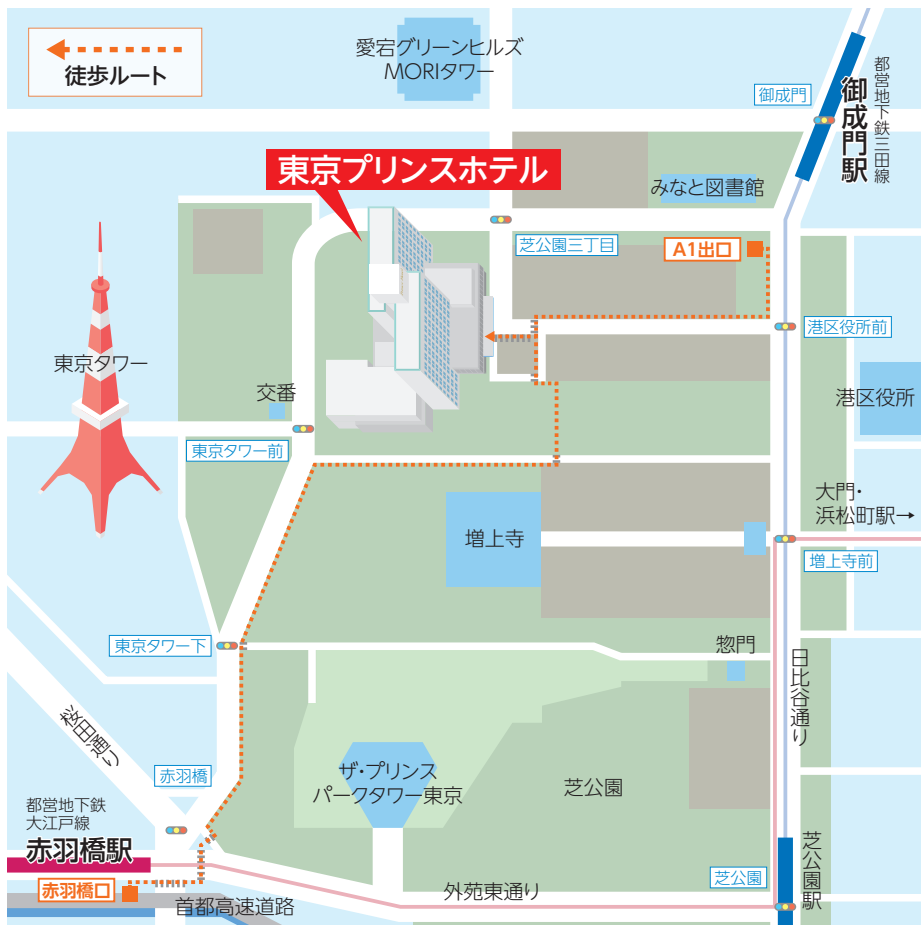 徒歩ルート
愛宕グリーンヒルズ
MORIタワー
御成門
都営地下鉄三田線
御成門駅
東京プリンスホテル
みなと図書館
芝公園三丁目
A1出口
港区役所前
東京タワー
交番
港区役所
東京タワー前
大門・
浜松町駅→
増上寺
増上寺前
東京タワー下
惣門
日比谷通り
桜田通り
赤羽橋
ザ・プリンス
パークタワー東京
芝公園
都営地下鉄
大江戸線
赤羽橋駅
赤羽橋口
首都高速道路
外苑東通り
芝公園
芝公園駅